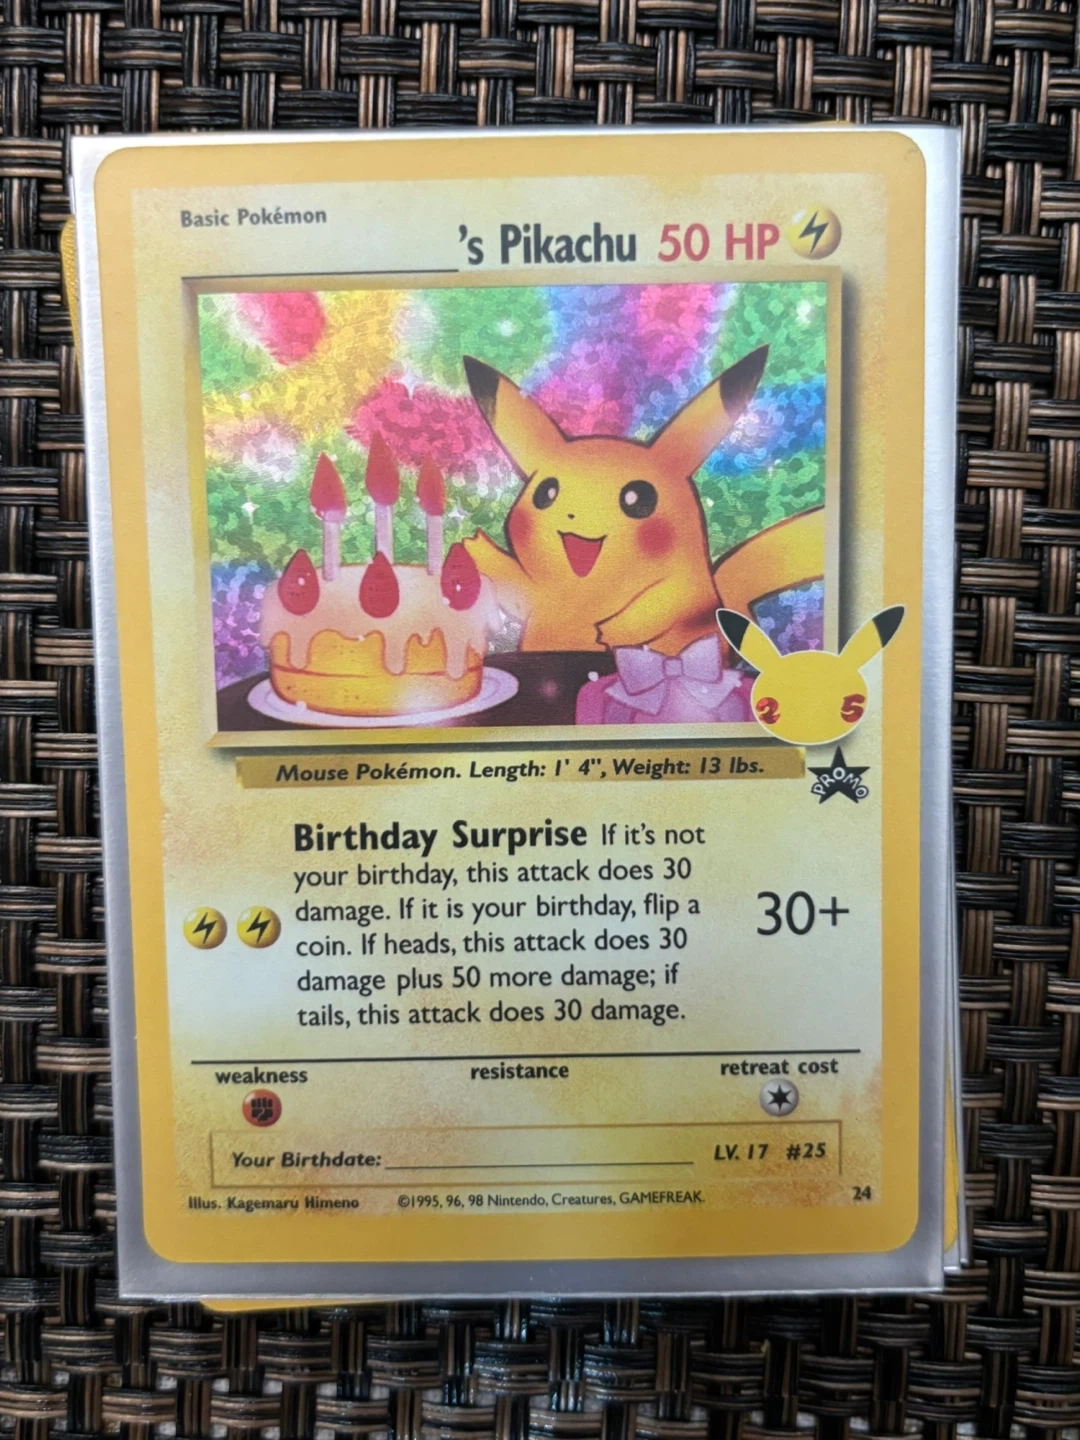 Basic Pokémon
's Pikachu 50 HP
2 5
Mouse Pokémon. Length: 1' 4", Weight: 13 lbs.
PROMO
Birthday Surprise If it's not
your birthday, this attack does 30
damage. If it is your birthday, flip a
coin. If heads, this attack does 30
damage plus 50 more damage; if
tails, this attack does 30 damage.
30+
weakness resistance retreat cost
Your Birthdate: LV. 17 #25
Illus. Kagemaru Himeno ©1995, 96, 98 Nintendo, Creatures, GAMEFREAK. 24